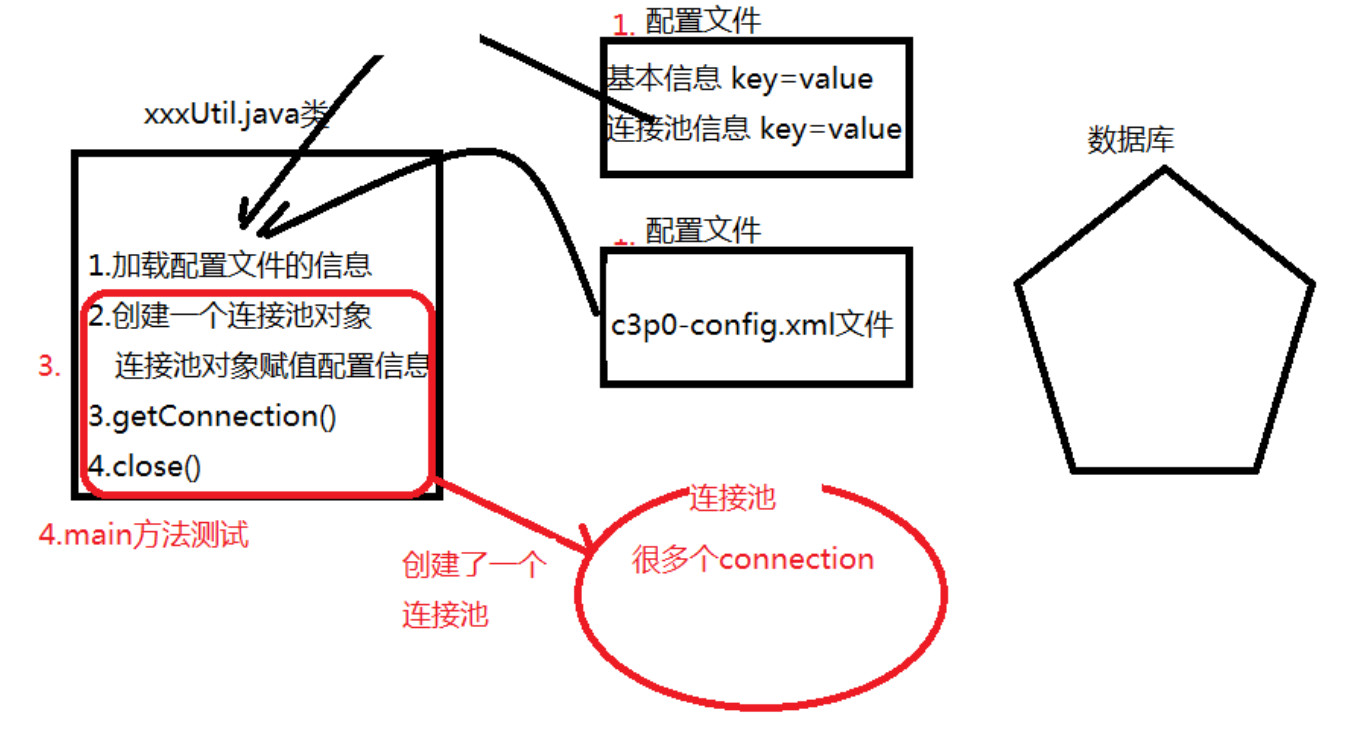 1. 配置文件
基本信息 key=value
连接池信息 key=value
xxxUtil.java类
数据库
1.加载配置文件的信息
2.创建一个连接池对象
连接池对象赋值配置信息
3.getConnection()
4.close()
3.
4.main方法测试
配置文件
c3p0-config.xml文件
创建了一个
连接池
连接池
很多个connection